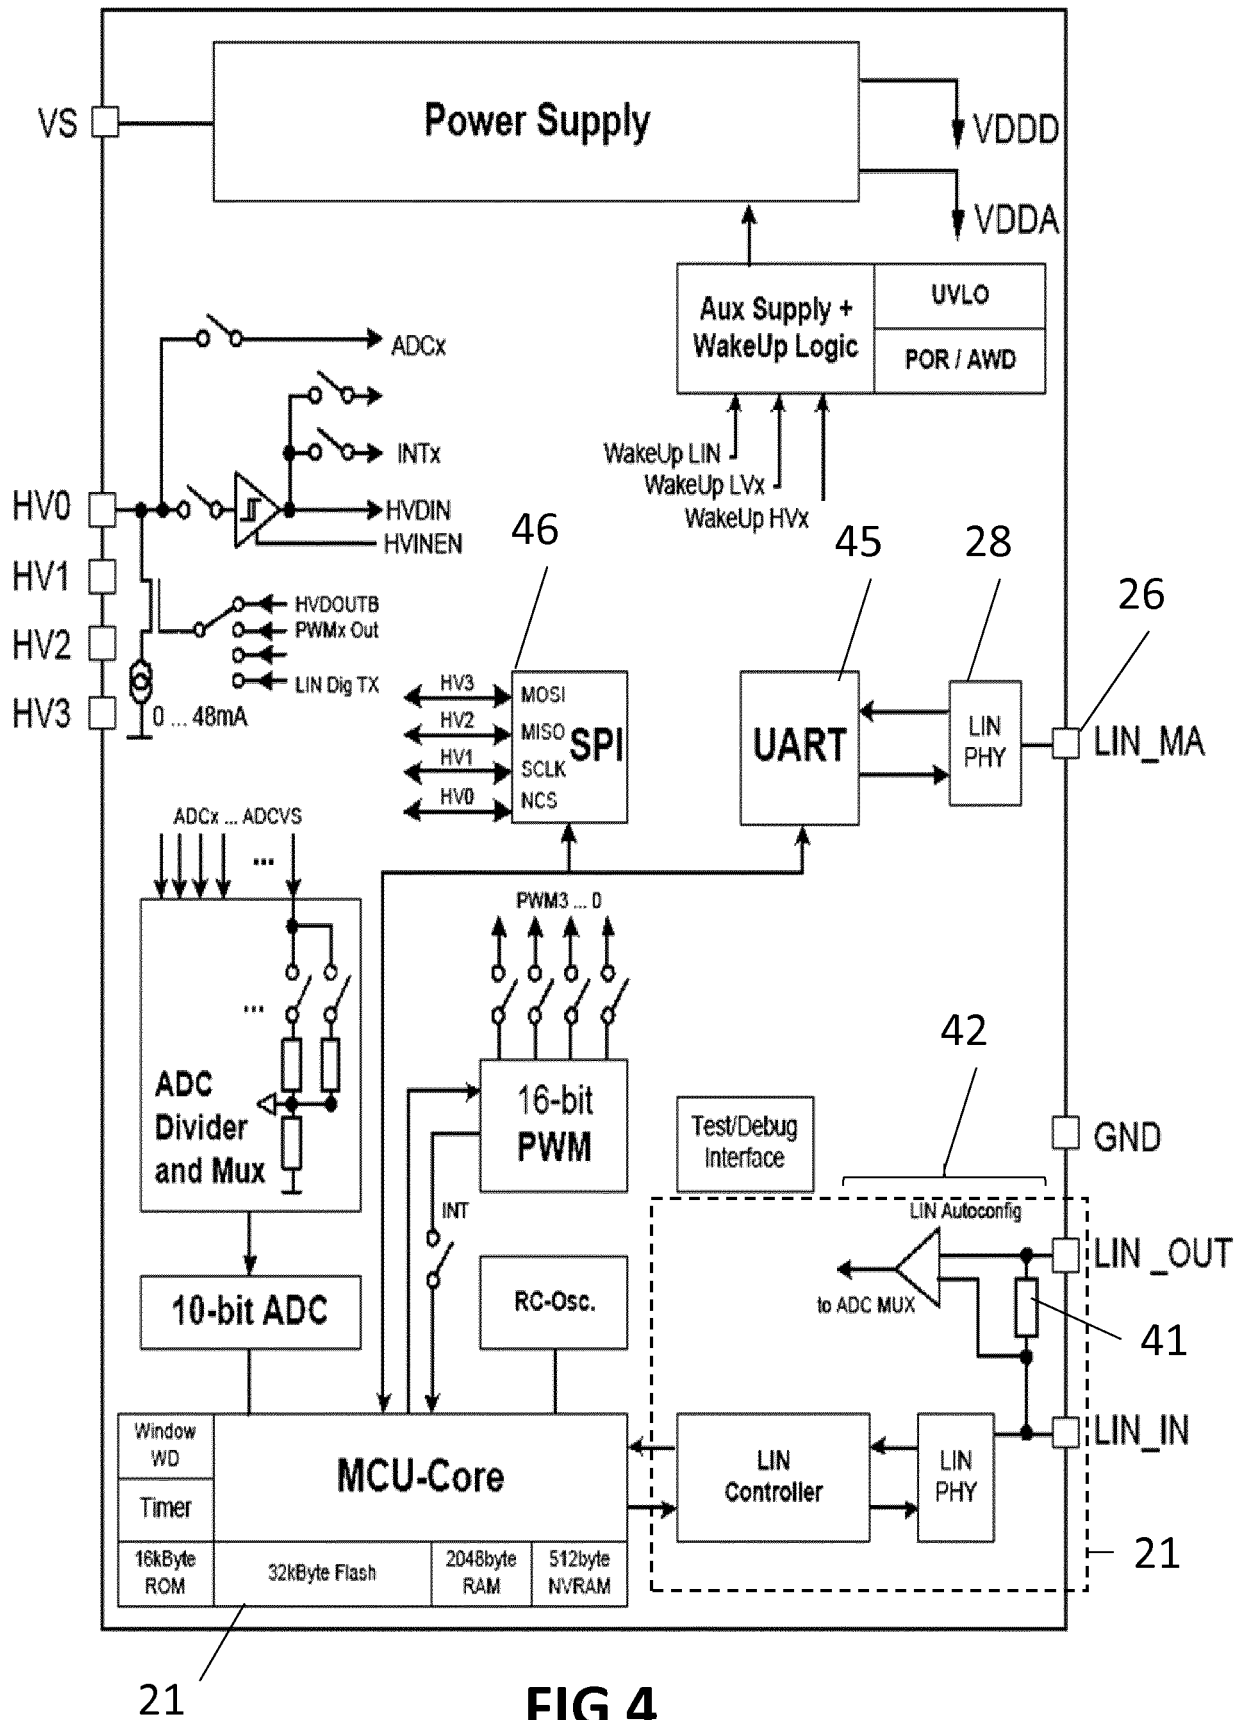 Power Supply
VS
VDDD
VDDA
Aux Supply +
WakeUp Logic
UVLO
POR / AWD
WakeUp LIN
WakeUp LVx
WakeUp HVx
ADCx
INTx
HVDIN
HVINEN
HV0
HV1
HV2
HV3
HVDOUTB
PWMx Out
LIN Dig TX
0 ... 48mA
46
45
28
26
HV3
HV2
HV1
HV0
MOSI
MISO
SCLK
NCS
SPI
UART
LIN
PHY
LIN_MA
ADCx ... ADCVS
...
...
ADC
Divider
and Mux
PWM3 ... 0
16-bit
PWM
INT
Test/Debug
Interface
42
GND
LIN Autoconfig
LIN _OUT
to ADC MUX
41
10-bit ADC
RC-Osc.
LIN_IN
Window
WD
Timer
MCU-Core
16kByte
ROM
32kByte Flash
2048byte
RAM
512byte
NVRAM
LIN
Controller
LIN
PHY
21
21
FIG 4